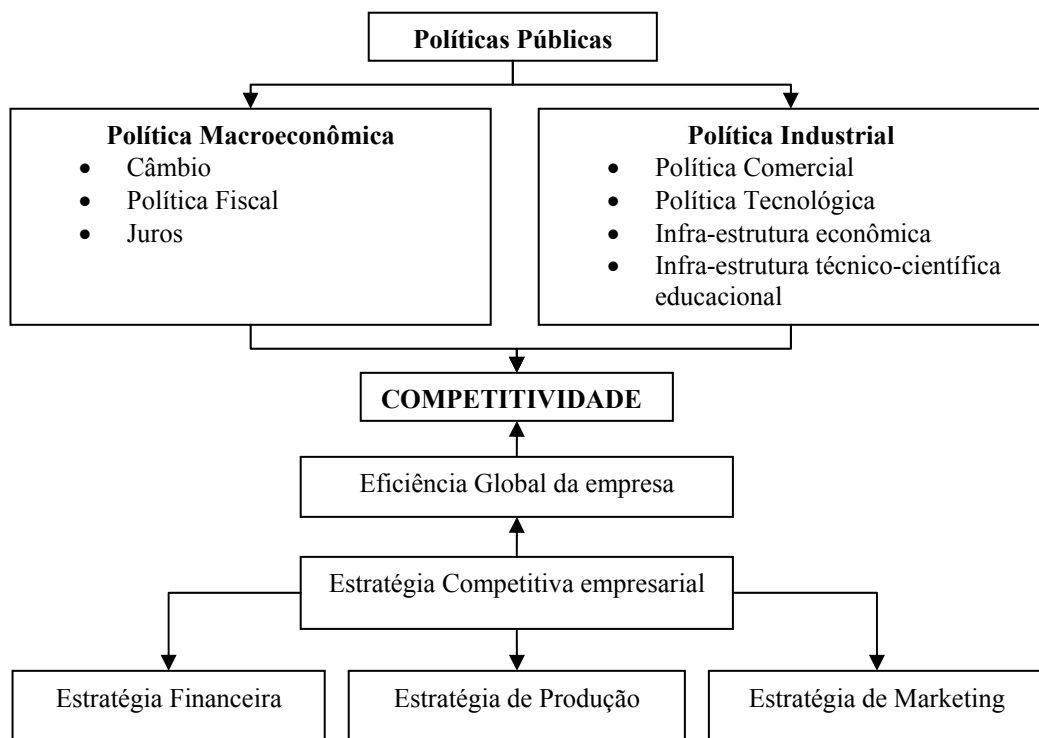 Políticas Públicas
Política Macroeconômica
• Câmbio
• Política Fiscal
• Juros
Política Industrial
• Política Comercial
• Política Tecnológica
• Infra-estrutura econômica
• Infra-estrutura técnico-científica
educacional
COMPETITIVIDADE
Eficiência Global da empresa
Estratégia Competitiva empresarial
Estratégia Financeira
Estratégia de Produção
Estratégia de Marketing